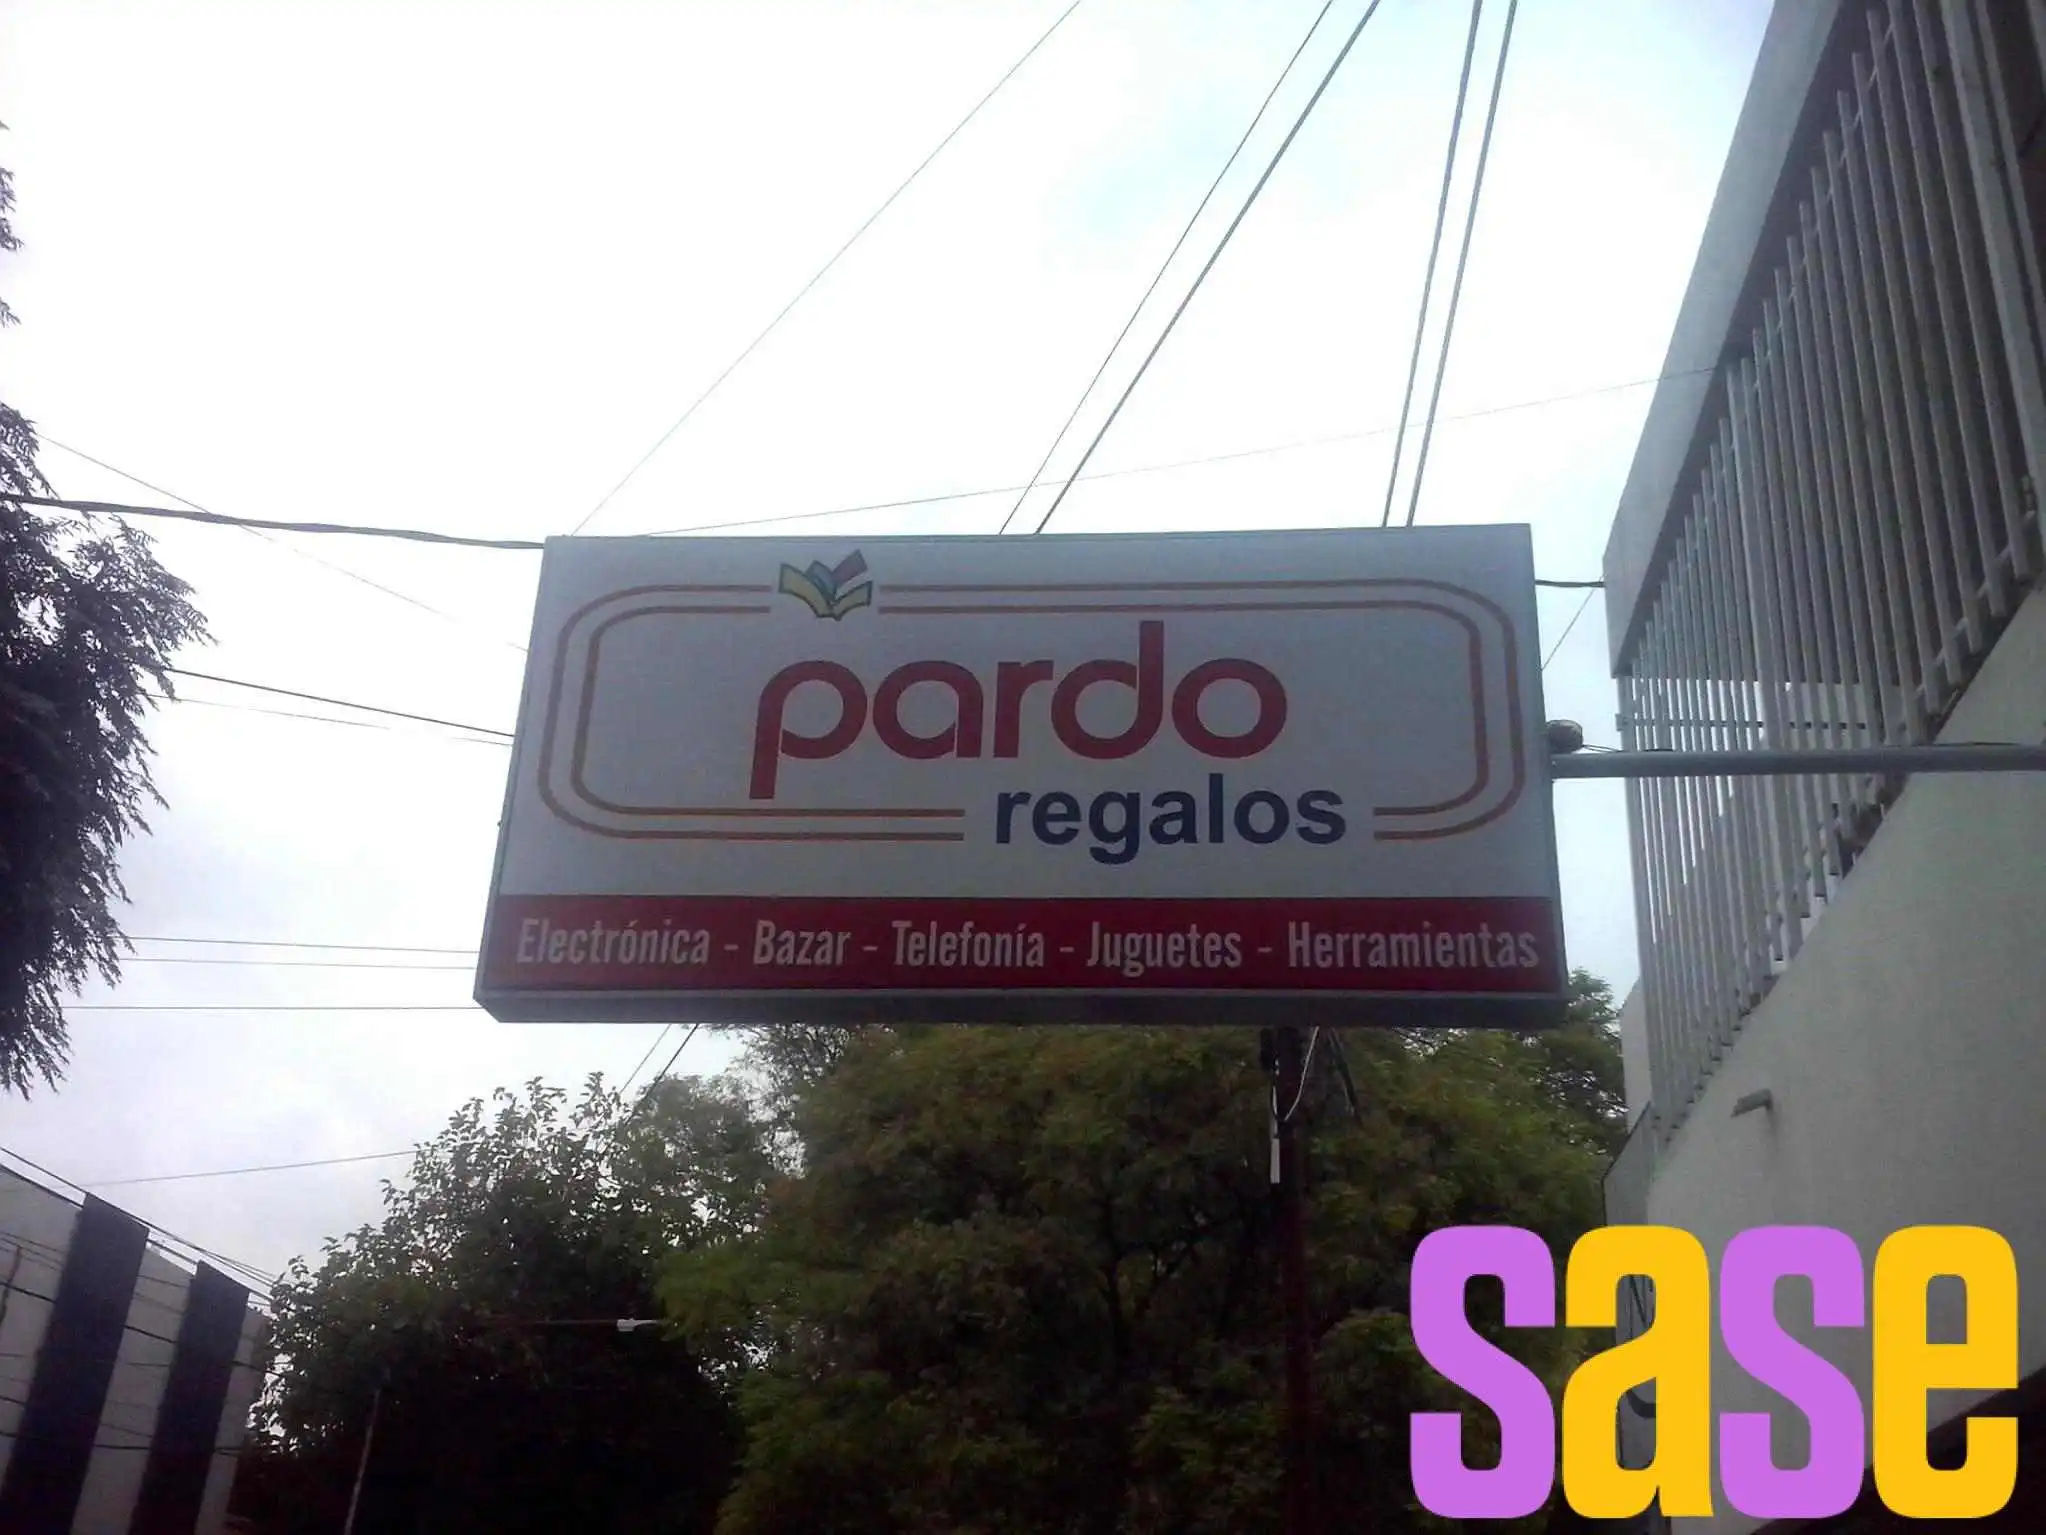 pardo
regalos
Electrónica - Bazar - Telefonía - Juguetes - Herramientas
sase